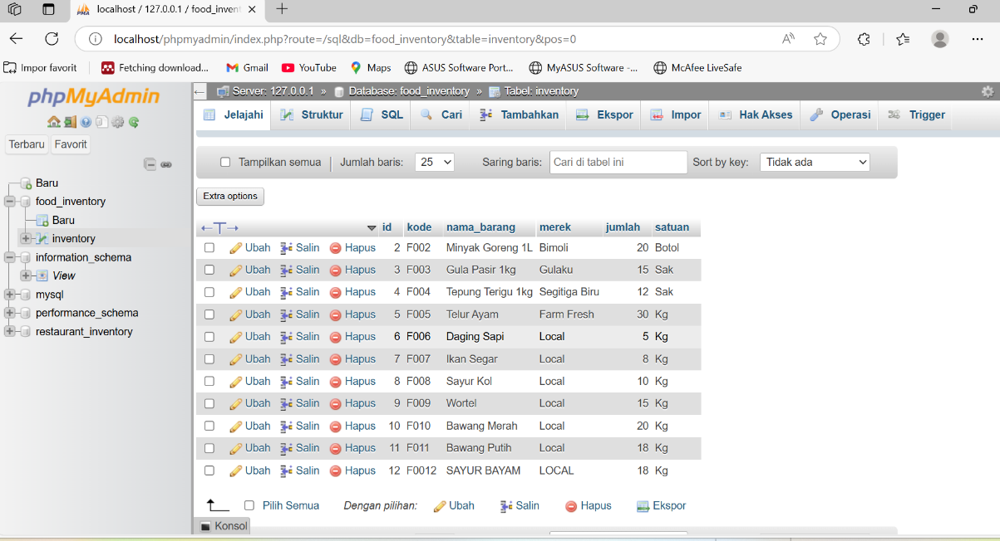 localhost / 127.0.0.1 / food_invent
localhost/phpmyadmin/index.php?route=/sql&db=food_inventory&table=inventory&pos=0
Impor favorit Fetching download... Gmail YouTube Maps ASUS Software Port... MyASUS Software -... McAfee LiveSafe
phpMyAdmin
Terbaru Favorit
Baru
food_inventory
Baru
inventory
information_schema
View
mysql
performance_schema
restaurant_inventory
Server: 127.0.0.1 » Database: food_inventory » Tabel: inventory
Jelajahi Struktur SQL Cari Tambahkan Ekspor Impor Hak Akses Operasi Trigger
Tampilkan semua Jumlah baris: 25 Saring baris: Cari di tabel ini Sort by key: Tidak ada
Extra options
id kode nama_barang merek jumlah satuan
Ubah Salin Hapus 2 F002 Minyak Goreng 1L Bimoli 20 Botol
Ubah Salin Hapus 3 F003 Gula Pasir 1kg Gulaku 15 Sak
Ubah Salin Hapus 4 F004 Tepung Terigu 1kg Segitiga Biru 12 Sak
Ubah Salin Hapus 5 F005 Telur Ayam Farm Fresh 30 Kg
Ubah Salin Hapus 6 F006 Daging Sapi Local 5 Kg
Ubah Salin Hapus 7 F007 Ikan Segar Local 8 Kg
Ubah Salin Hapus 8 F008 Sayur Kol Local 10 Kg
Ubah Salin Hapus 9 F009 Wortel Local 15 Kg
Ubah Salin Hapus 10 F010 Bawang Merah Local 20 Kg
Ubah Salin Hapus 11 F011 Bawang Putih Local 18 Kg
Ubah Salin Hapus 12 F0012 SAYUR BAYAM LOCAL 18 Kg
Pilih Semua Dengan pilihan: Ubah Salin Hapus Ekspor
Konsol